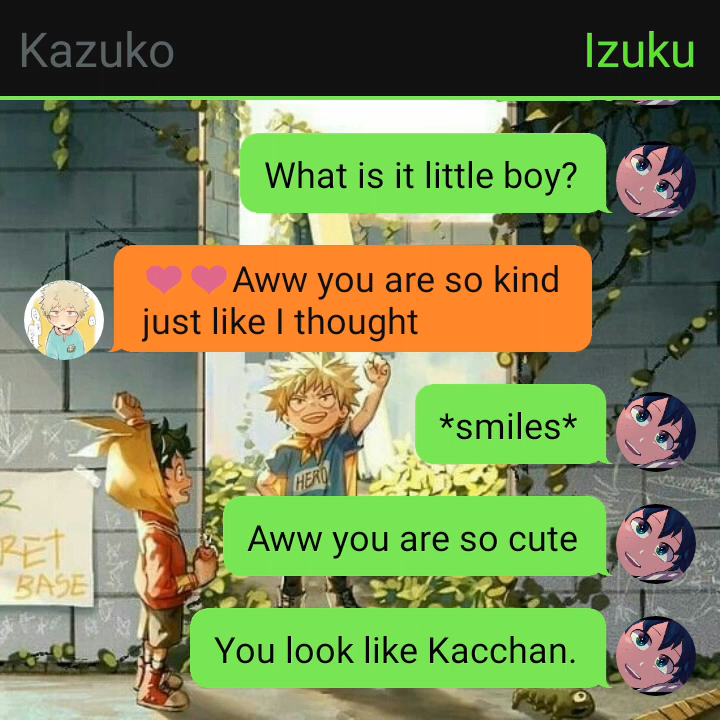 Kazuko
Izuku
What is it little boy?
💗💗Aww you are so kind
just like I thought
*smiles*
HERO
Aww you are so cute
RET
BASE
You look like Kacchan.